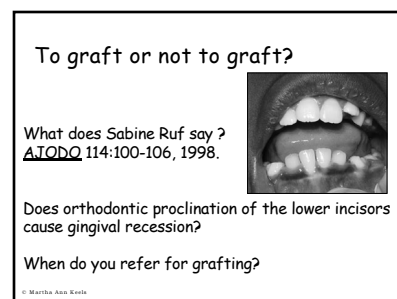 To graft or not to graft?
What does Sabine Ruf say ?
AJODO 114:100-106, 1998.
Does orthodontic proclination of the lower incisors
cause gingival recession?
When do you refer for grafting?
© Martha Ann Keels